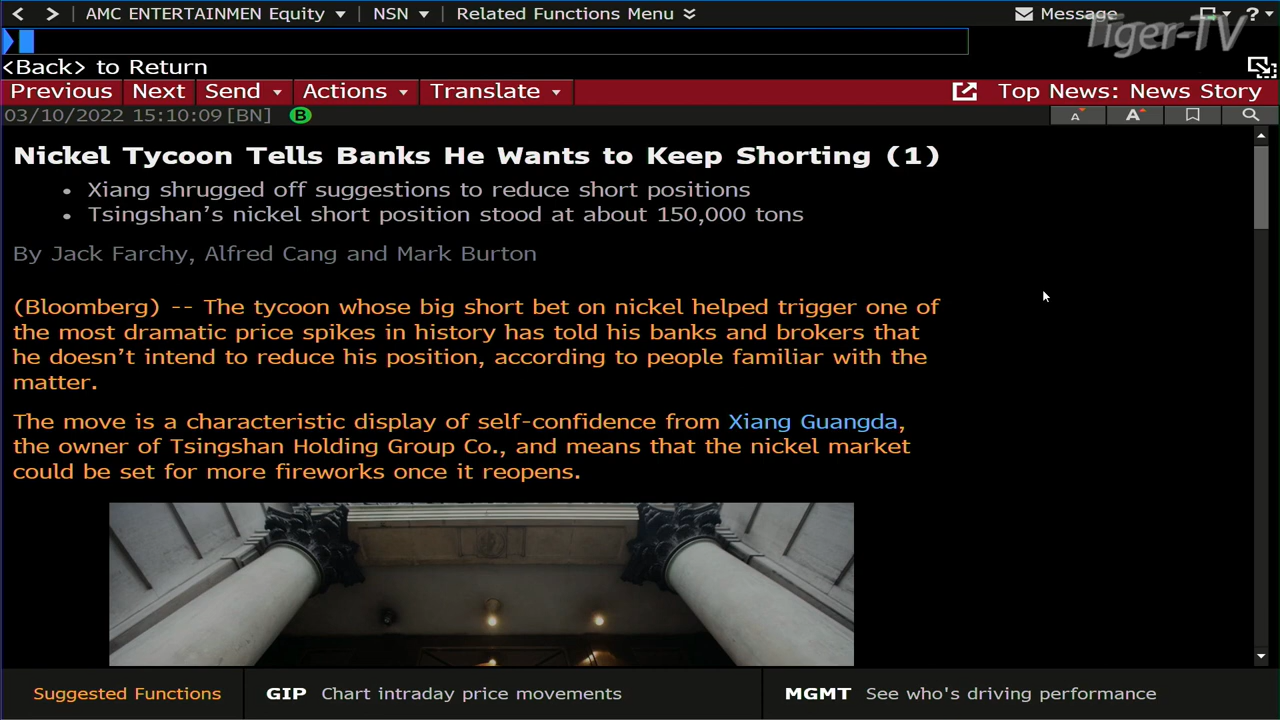 AMC ENTERTAINMEN Equity NSN Related Functions Menu Message ?
Tiger-TV
<Back> to Return
Previous Next Send Actions Translate Top News: News Story
03/10/2022 15:10:09 [BN] B A A
Nickel Tycoon Tells Banks He Wants to Keep Shorting (1)
• Xiang shrugged off suggestions to reduce short positions
• Tsingshan's nickel short position stood at about 150,000 tons
By Jack Farchy, Alfred Cang and Mark Burton
(Bloomberg) -- The tycoon whose big short bet on nickel helped trigger one of
the most dramatic price spikes in history has told his banks and brokers that
he doesn't intend to reduce his position, according to people familiar with the
matter.
The move is a characteristic display of self-confidence from Xiang Guangda,
the owner of Tsingshan Holding Group Co., and means that the nickel market
could be set for more fireworks once it reopens.
Suggested Functions GIP Chart intraday price movements MGMT See who's driving performance